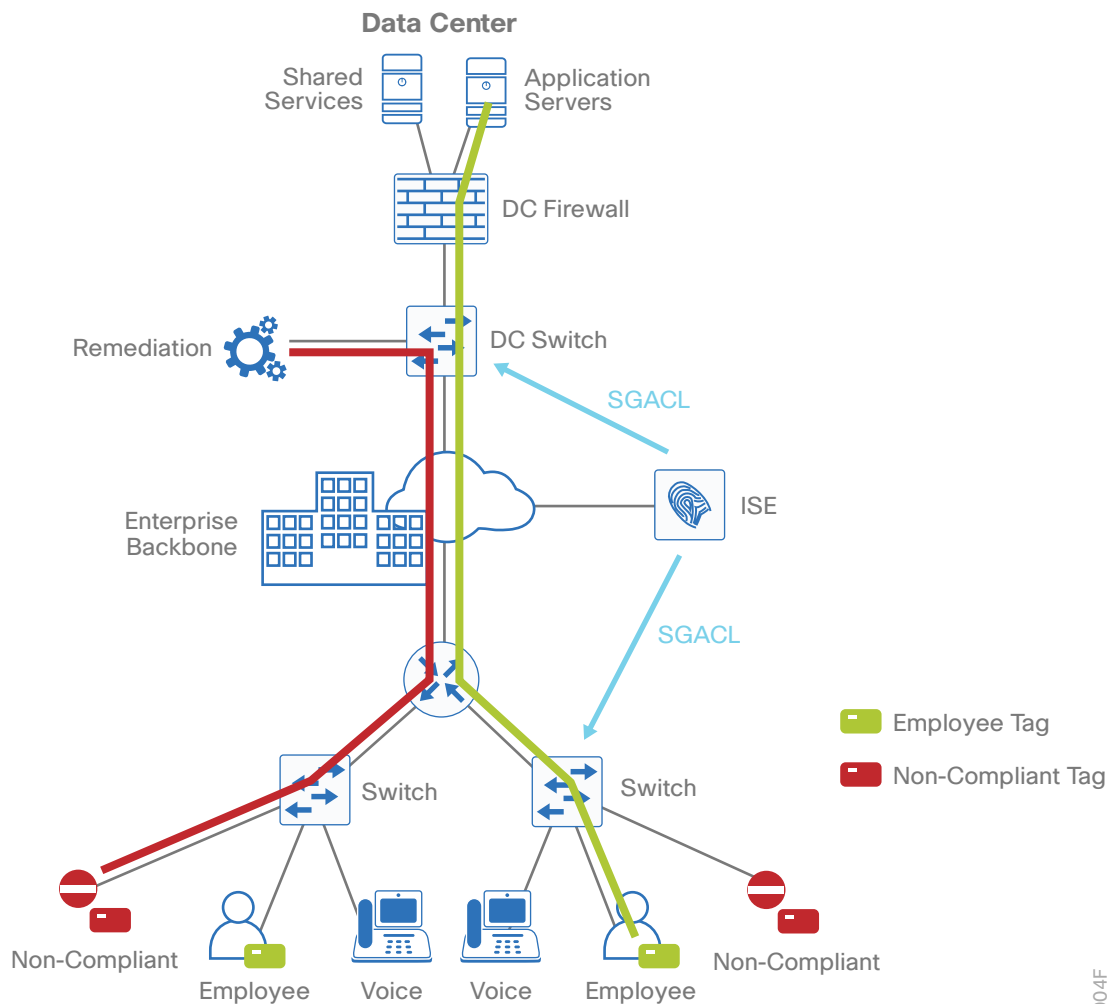 Data Center
Shared
Services
Application
Servers
DC Firewall
Remediation
DC Switch
SGACL
Enterprise
Backbone
ISE
SGACL
Employee Tag
Non-Compliant Tag
Switch
Switch
Non-Compliant
Employee
Voice
Voice
Employee
Non-Compliant